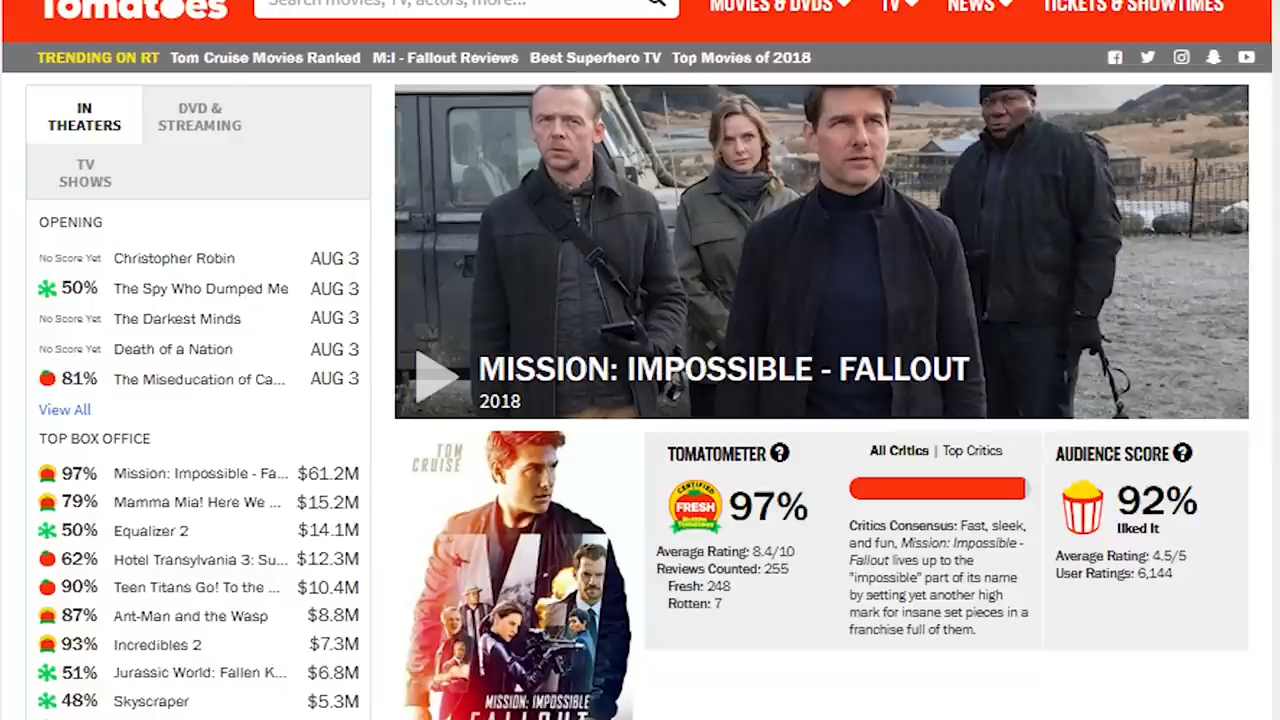 Tomatoes
Search movies, TV, actors, more...
MOVIES & DVDS
TV
NEWS
TICKETS & SHOWTIMES
TRENDING ON RT
Tom Cruise Movies Ranked
M:I - Fallout Reviews
Best Superhero TV
Top Movies of 2018
IN
THEATERS
DVD &
STREAMING
TV
SHOWS
OPENING
No Score Yet Christopher Robin AUG 3
50% The Spy Who Dumped Me AUG 3
No Score Yet The Darkest Minds AUG 3
No Score Yet Death of a Nation AUG 3
81% The Miseducation of Ca... AUG 3
View All
TOP BOX OFFICE
97% Mission: Impossible - Fa... $61.2M
79% Mamma Mia! Here We ... $15.2M
50% Equalizer 2 $14.1M
62% Hotel Transylvania 3: Su... $12.3M
90% Teen Titans Go! To the ... $10.4M
87% Ant-Man and the Wasp $8.8M
93% Incredibles 2 $7.3M
51% Jurassic World: Fallen K... $6.8M
48% Skyscraper $5.3M
MISSION: IMPOSSIBLE - FALLOUT
2018
TOM
CRUISE
MISSION: IMPOSSIBLE
FALLOUT
TOMATOMETER ?
CERTIFIED
FRESH
97%
Average Rating: 8.4/10
Reviews Counted: 255
Fresh: 248
Rotten: 7
All Critics | Top Critics
Critics Consensus: Fast, sleek,
and fun, Mission: Impossible -
Fallout lives up to the
"impossible" part of its name
by setting yet another high
mark for insane set pieces in a
franchise full of them.
AUDIENCE SCORE ?
92%
liked it
Average Rating: 4.5/5
User Ratings: 6,144